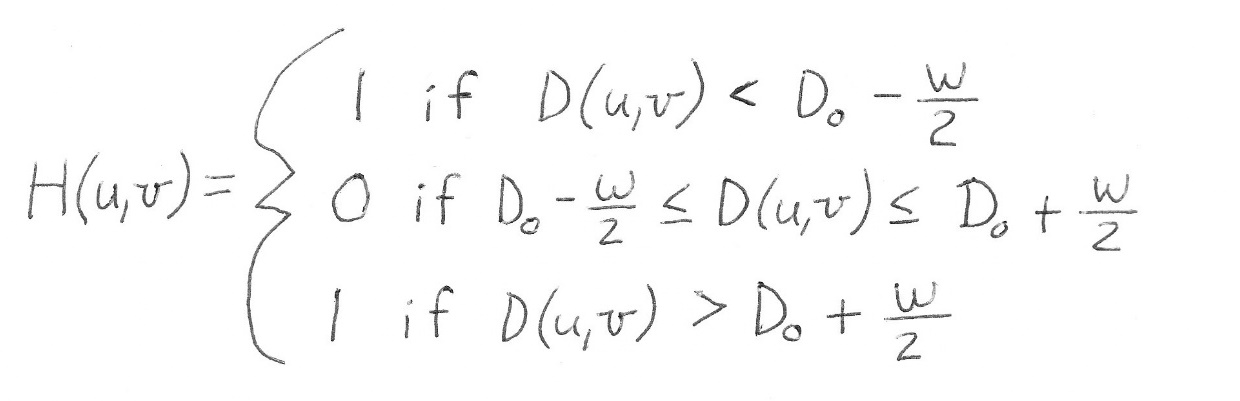 1 if D(u,v) < D₀ - W/2
H(u,v) = { 0 if D₀ - W/2 ≤ D(u,v) ≤ D₀ + W/2
1 if D(u,v) > D₀ + W/2